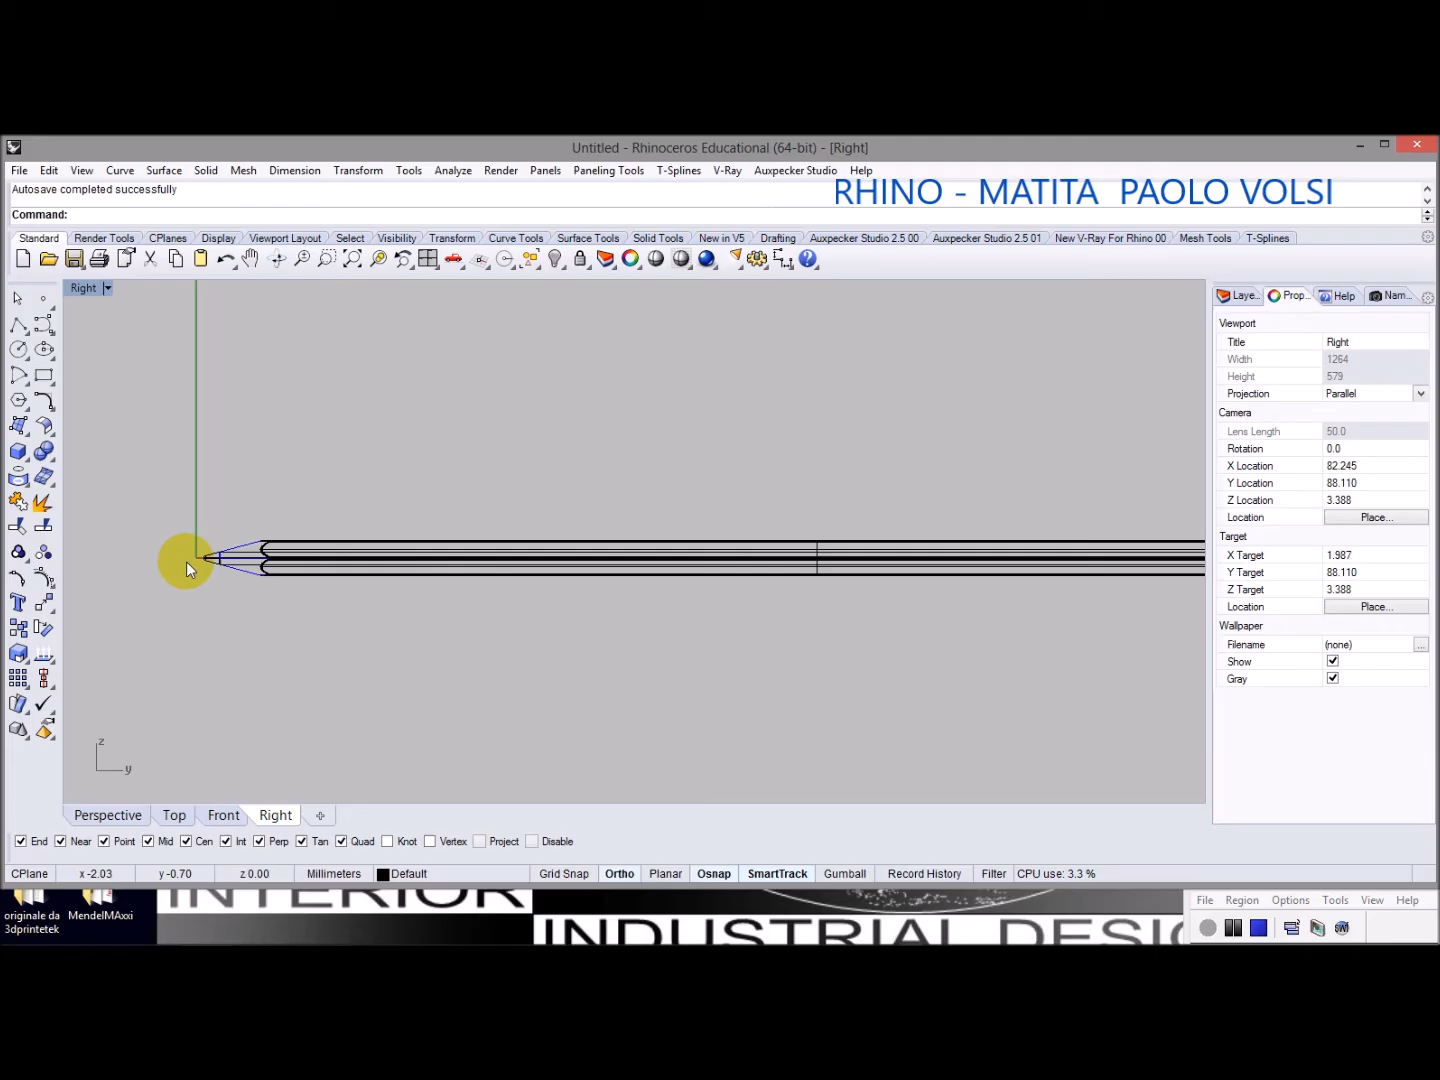 Untitled - Rhinoceros Educational (64-bit) - [Right]
File Edit View Curve Surface Solid Mesh Dimension Transform Tools Analyze Render Panels Paneling Tools T-Splines V-Ray Auxpecker Studio Help
Autosave completed successfully
RHINO - MATITA PAOLO VOLSI
Command:
Standard Render Tools CPlanes Display Viewport Layout Select Visibility Transform Curve Tools Surface Tools Solid Tools New in V5 Drafting Auxpecker Studio 2.5 00 Auxpecker Studio 2.5 01 New V-Ray For Rhino 00 Mesh Tools T-Splines
Right
Laye... Prop... Help Nam...
Viewport
Title Right
Width 1264
Height 579
Projection Parallel
Camera
Lens Length 50.0
Rotation 0.0
X Location 82.245
Y Location 88.110
Z Location 3.388
Location Place...
Target
X Target 1.987
Y Target 88.110
Z Target 3.388
Location Place...
Wallpaper
Filename (none) ...
Show
Gray
z
y
Perspective Top Front Right
End Near Point Mid Cen Int Perp Tan Quad Knot Vertex Project Disable
CPlane x -2.03 y -0.70 z 0.00 Millimeters Default Grid Snap Ortho Planar Osnap SmartTrack Gumball Record History Filter CPU use: 3.3 %
originale da 3dprintetek
MendelMAxxi
INTERIOR
INDUSTRIAL DESIG
File Region Options Tools View Help